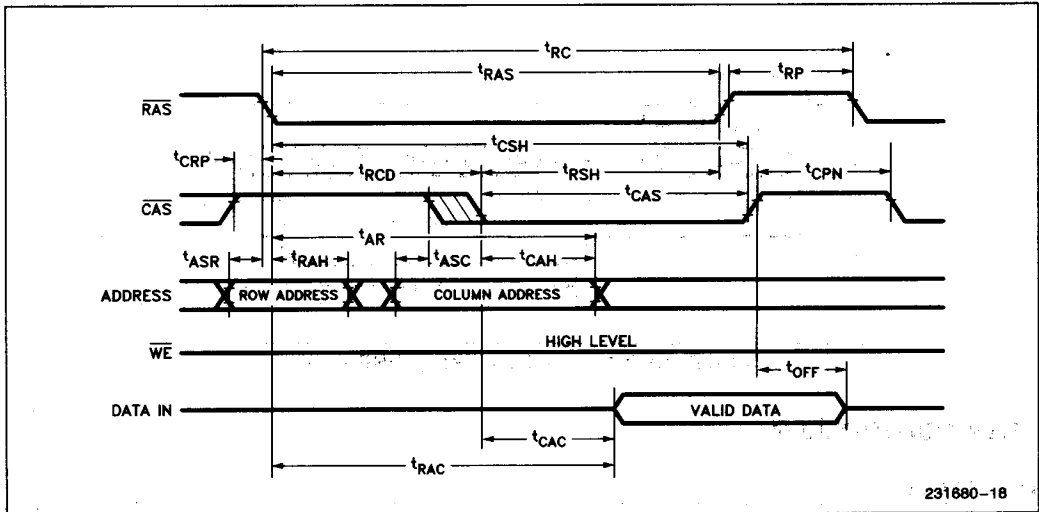 tRC
tRAS tRP
RAS
tCSH
tCRP tRCD tRSH tCPN
tCAS
CAS
tAR
tASR tRAH tASC tCAH
ADDRESS ROW ADDRESS COLUMN ADDRESS
WE HIGH LEVEL
tOFF
DATA IN VALID DATA
tCAC
tRAC
231680-18